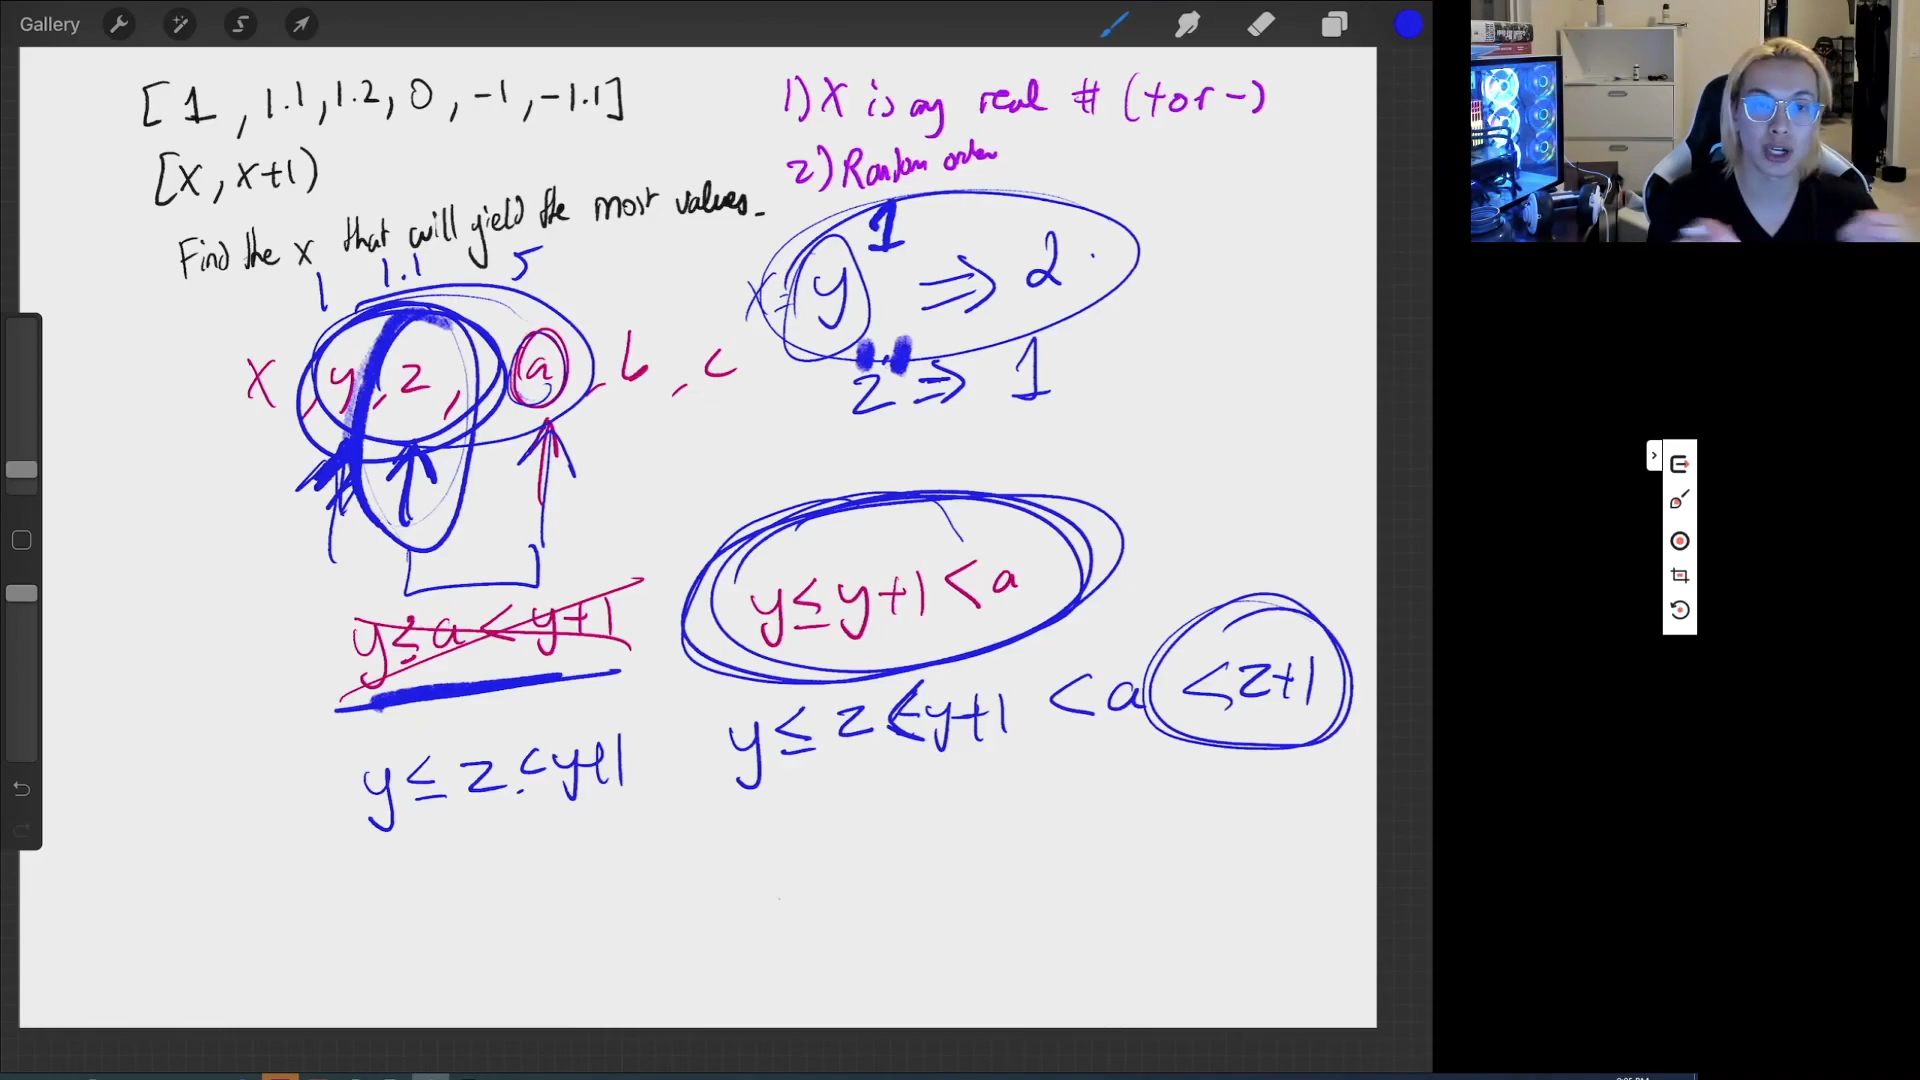 Gallery
[1, 1.1, 1.2, 0, -1, -1.1]
[x, x+1)
Find the x that will yield the most values.
1) X is any real # (+ or -)
2) Random order
1 1.1 5
x, y, z, a, b, c
1
x = y ⇒ 2
z ⇒ 1
y ≤ a < y+1
y ≤ y+1 < a
y ≤ z < y+1
y ≤ z < y+1 < a < z+1